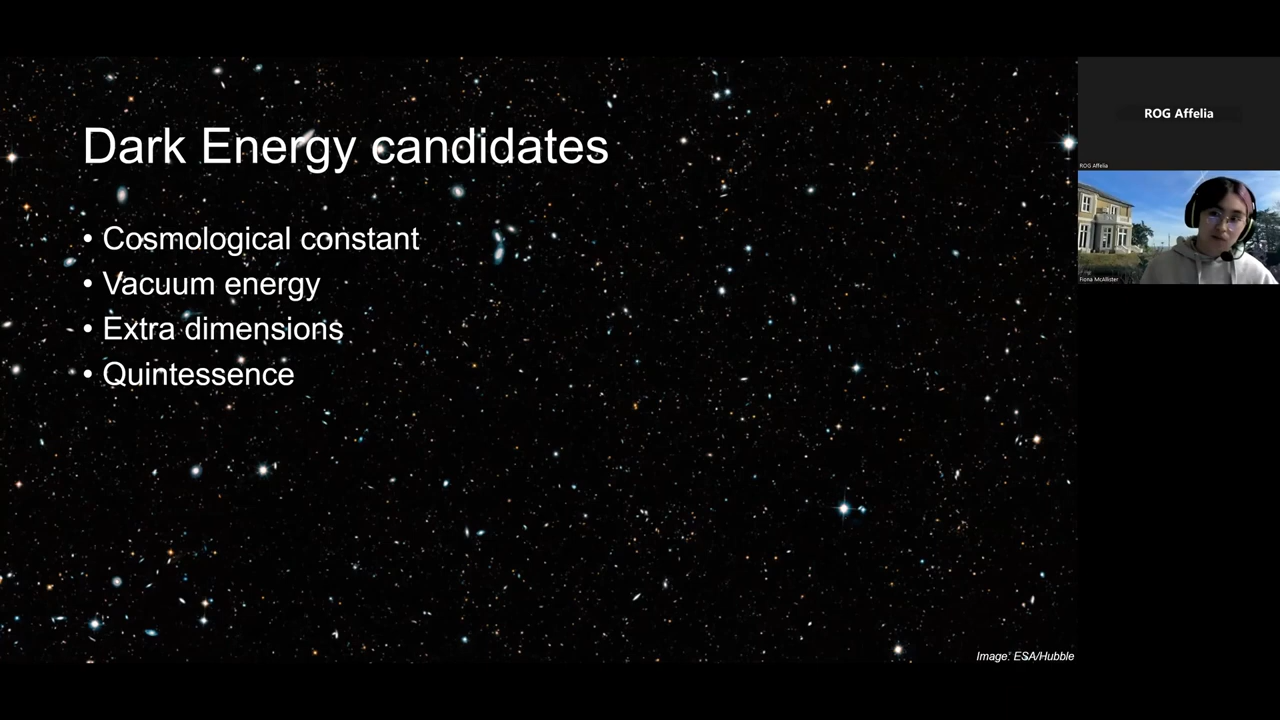 Dark Energy candidates
• Cosmological constant
• Vacuum energy
• Extra dimensions
• Quintessence
Image: ESA/Hubble
ROG Affelia
ROG Affelia
Fiona McAllister